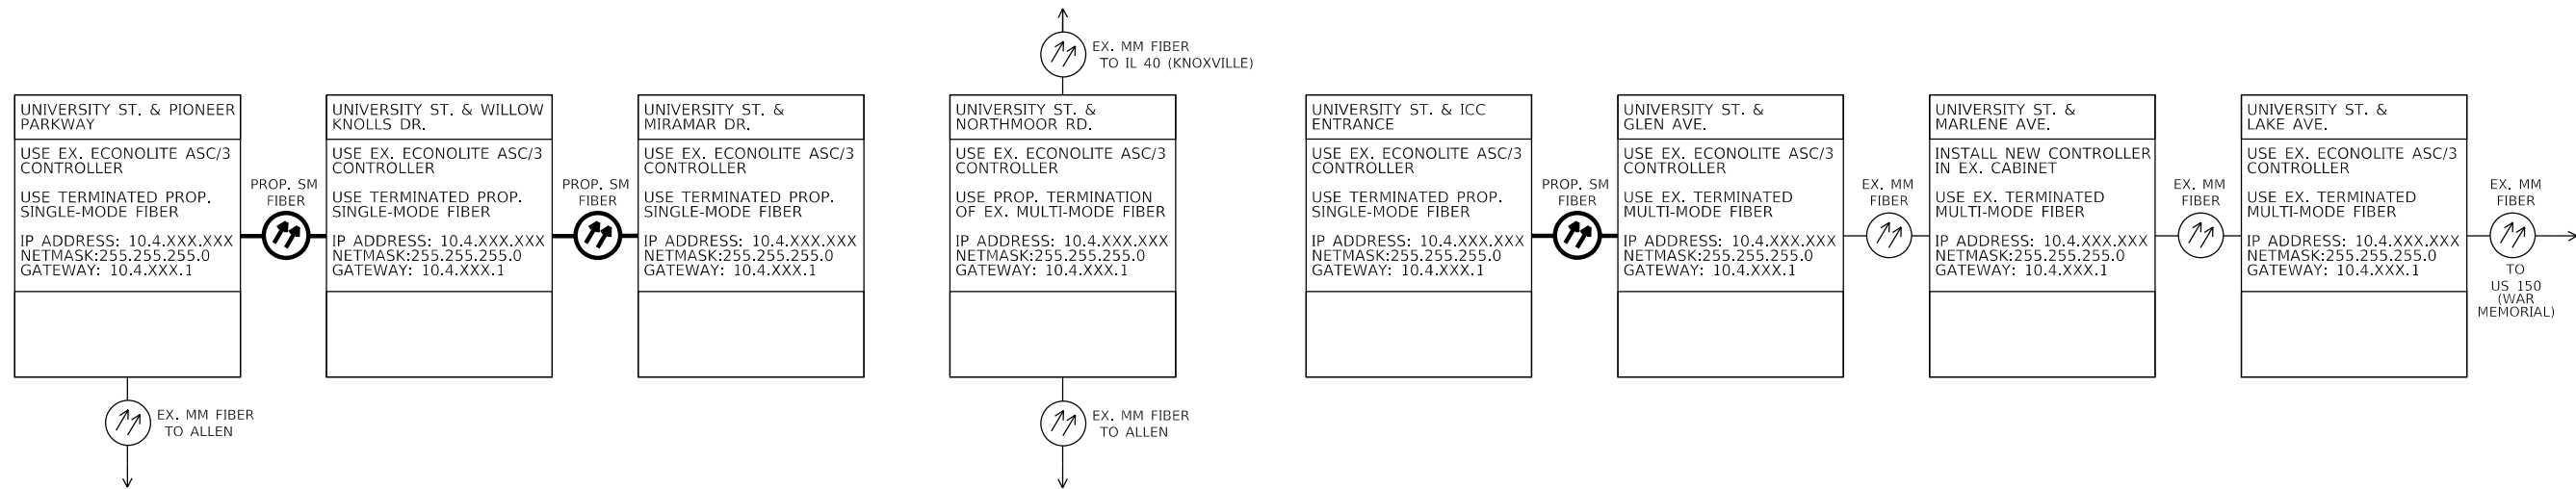 EX. MM FIBER
TO IL 40 (KNOXVILLE)
UNIVERSITY ST. & PIONEER
PARKWAY
USE EX. ECONOLITE ASC/3
CONTROLLER
USE TERMINATED PROP.
SINGLE-MODE FIBER
IP ADDRESS: 10.4.XXX.XXX
NETMASK:255.255.255.0
GATEWAY: 10.4.XXX.1
EX. MM FIBER
TO ALLEN
PROP. SM
FIBER
UNIVERSITY ST. & WILLOW
KNOLLS DR.
USE EX. ECONOLITE ASC/3
CONTROLLER
USE TERMINATED PROP.
SINGLE-MODE FIBER
IP ADDRESS: 10.4.XXX.XXX
NETMASK:255.255.255.0
GATEWAY: 10.4.XXX.1
PROP. SM
FIBER
UNIVERSITY ST. &
MIRAMAR DR.
USE EX. ECONOLITE ASC/3
CONTROLLER
USE TERMINATED PROP.
SINGLE-MODE FIBER
IP ADDRESS: 10.4.XXX.XXX
NETMASK:255.255.255.0
GATEWAY: 10.4.XXX.1
UNIVERSITY ST. &
NORTHMOOR RD.
USE EX. ECONOLITE ASC/3
CONTROLLER
USE PROP. TERMINATION
OF EX. MULTI-MODE FIBER
IP ADDRESS: 10.4.XXX.XXX
NETMASK:255.255.255.0
GATEWAY: 10.4.XXX.1
EX. MM FIBER
TO ALLEN
UNIVERSITY ST. & ICC
ENTRANCE
USE EX. ECONOLITE ASC/3
CONTROLLER
USE TERMINATED PROP.
SINGLE-MODE FIBER
IP ADDRESS: 10.4.XXX.XXX
NETMASK:255.255.255.0
GATEWAY: 10.4.XXX.1
PROP. SM
FIBER
UNIVERSITY ST. &
GLEN AVE.
USE EX. ECONOLITE ASC/3
CONTROLLER
USE EX. TERMINATED
MULTI-MODE FIBER
IP ADDRESS: 10.4.XXX.XXX
NETMASK:255.255.255.0
GATEWAY: 10.4.XXX.1
EX. MM
FIBER
UNIVERSITY ST. &
MARLENE AVE.
INSTALL NEW CONTROLLER
IN EX. CABINET
USE EX. TERMINATED
MULTI-MODE FIBER
IP ADDRESS: 10.4.XXX.XXX
NETMASK:255.255.255.0
GATEWAY: 10.4.XXX.1
EX. MM
FIBER
UNIVERSITY ST. &
LAKE AVE.
USE EX. ECONOLITE ASC/3
CONTROLLER
USE EX. TERMINATED
MULTI-MODE FIBER
IP ADDRESS: 10.4.XXX.XXX
NETMASK:255.255.255.0
GATEWAY: 10.4.XXX.1
EX. MM
FIBER
TO
US 150
(WAR
MEMORIAL)